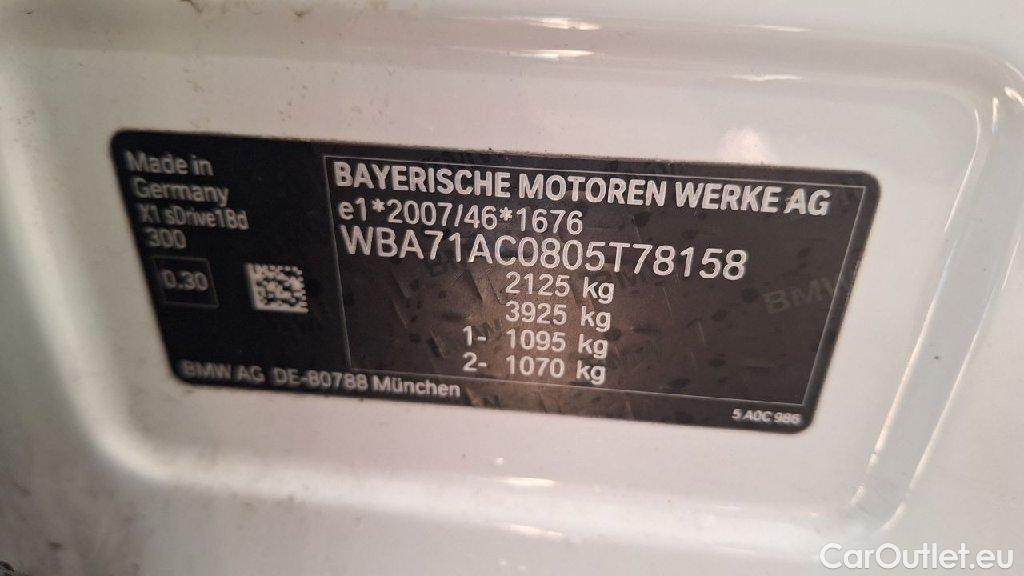 Made in
Germany
X1 sDrive18d
300
0.30
BAYERISCHE MOTOREN WERKE AG
e1*2007/46*1676
WBA71AC0805T78158
2125 kg
3925 kg
1- 1095 kg
2- 1070 kg
BMW AG DE-80788 München
5 A0C 986
BMW
CarOutlet.eu